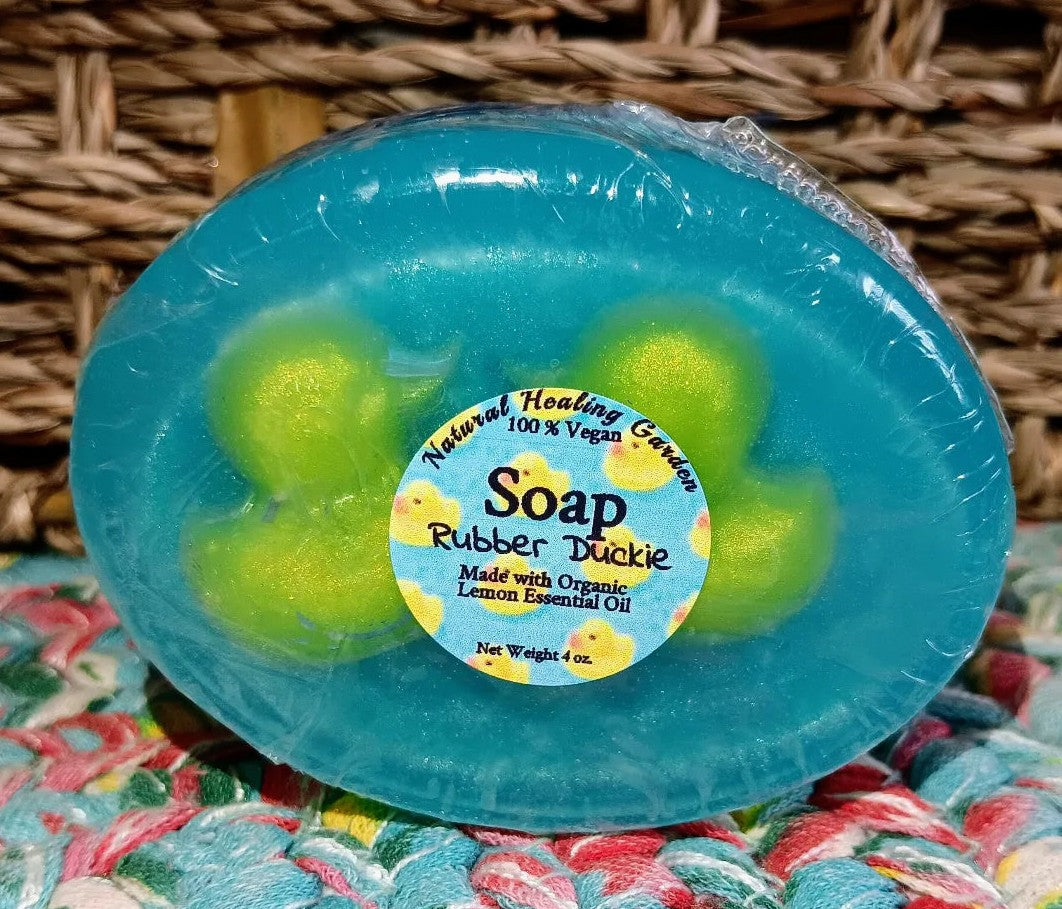 Natural Healing Garden
100 % Vegan
Soap
Rubber Duckie
Made with Organic
Lemon Essential Oil
Net Weight 4 oz.